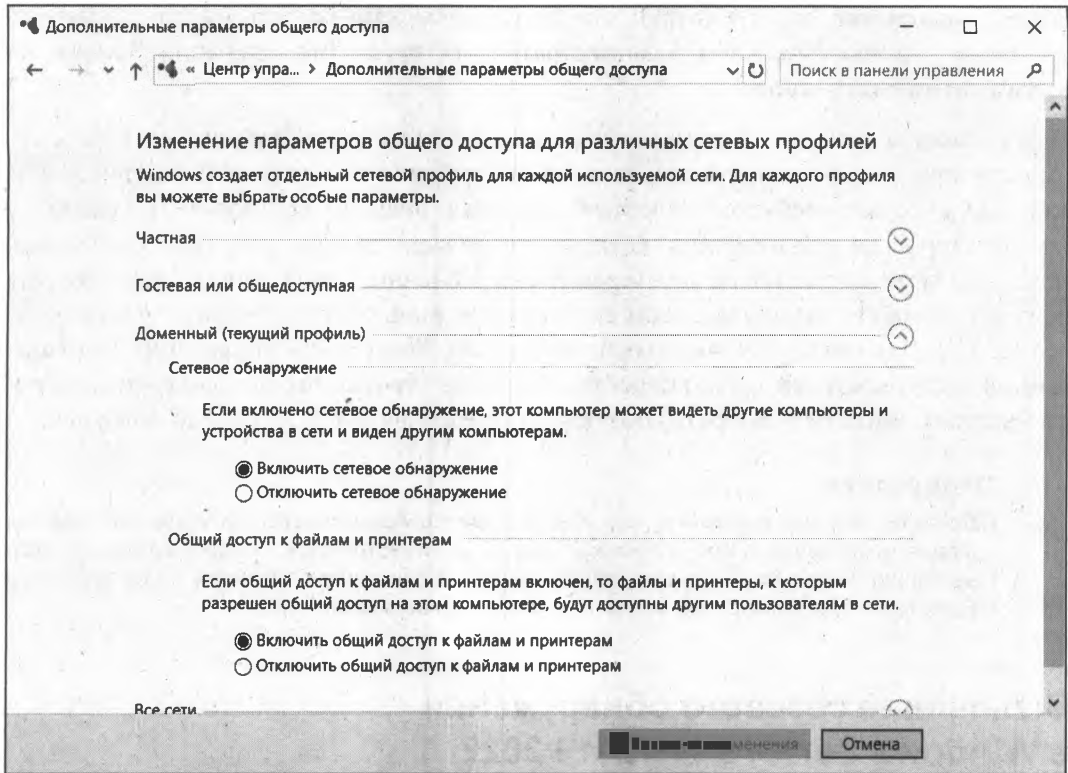 Дополнительные параметры общего доступа
« Центр упра... > Дополнительные параметры общего доступа
Поиск в панели управления
Изменение параметров общего доступа для различных сетевых профилей
Windows создает отдельный сетевой профиль для каждой используемой сети. Для каждого профиля
вы можете выбрать особые параметры.
Частная
Гостевая или общедоступная
Доменный (текущий профиль)
Сетевое обнаружение
Если включено сетевое обнаружение, этот компьютер может видеть другие компьютеры и
устройства в сети и виден другим компьютерам.
Включить сетевое обнаружение
Отключить сетевое обнаружение
Общий доступ к файлам и принтерам
Если общий доступ к файлам и принтерам включен, то файлы и принтеры, к которым
разрешен общий доступ на этом компьютере, будут доступны другим пользователям в сети.
Включить общий доступ к файлам и принтерам
Отключить общий доступ к файлам и принтерам
Все сети
Отмена